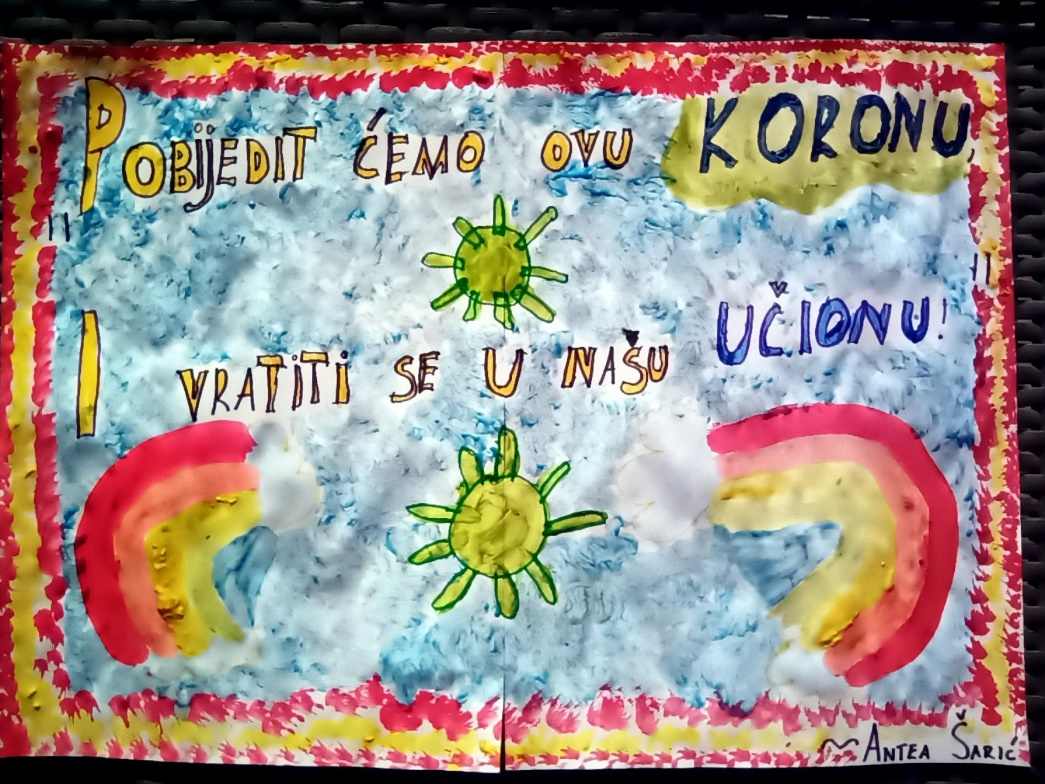 "POBIJEDIT ĆEMO OVU KORONU,
I VRATITI SE U NAŠU UČIONU!"
~ANTEA ŠARIĆ